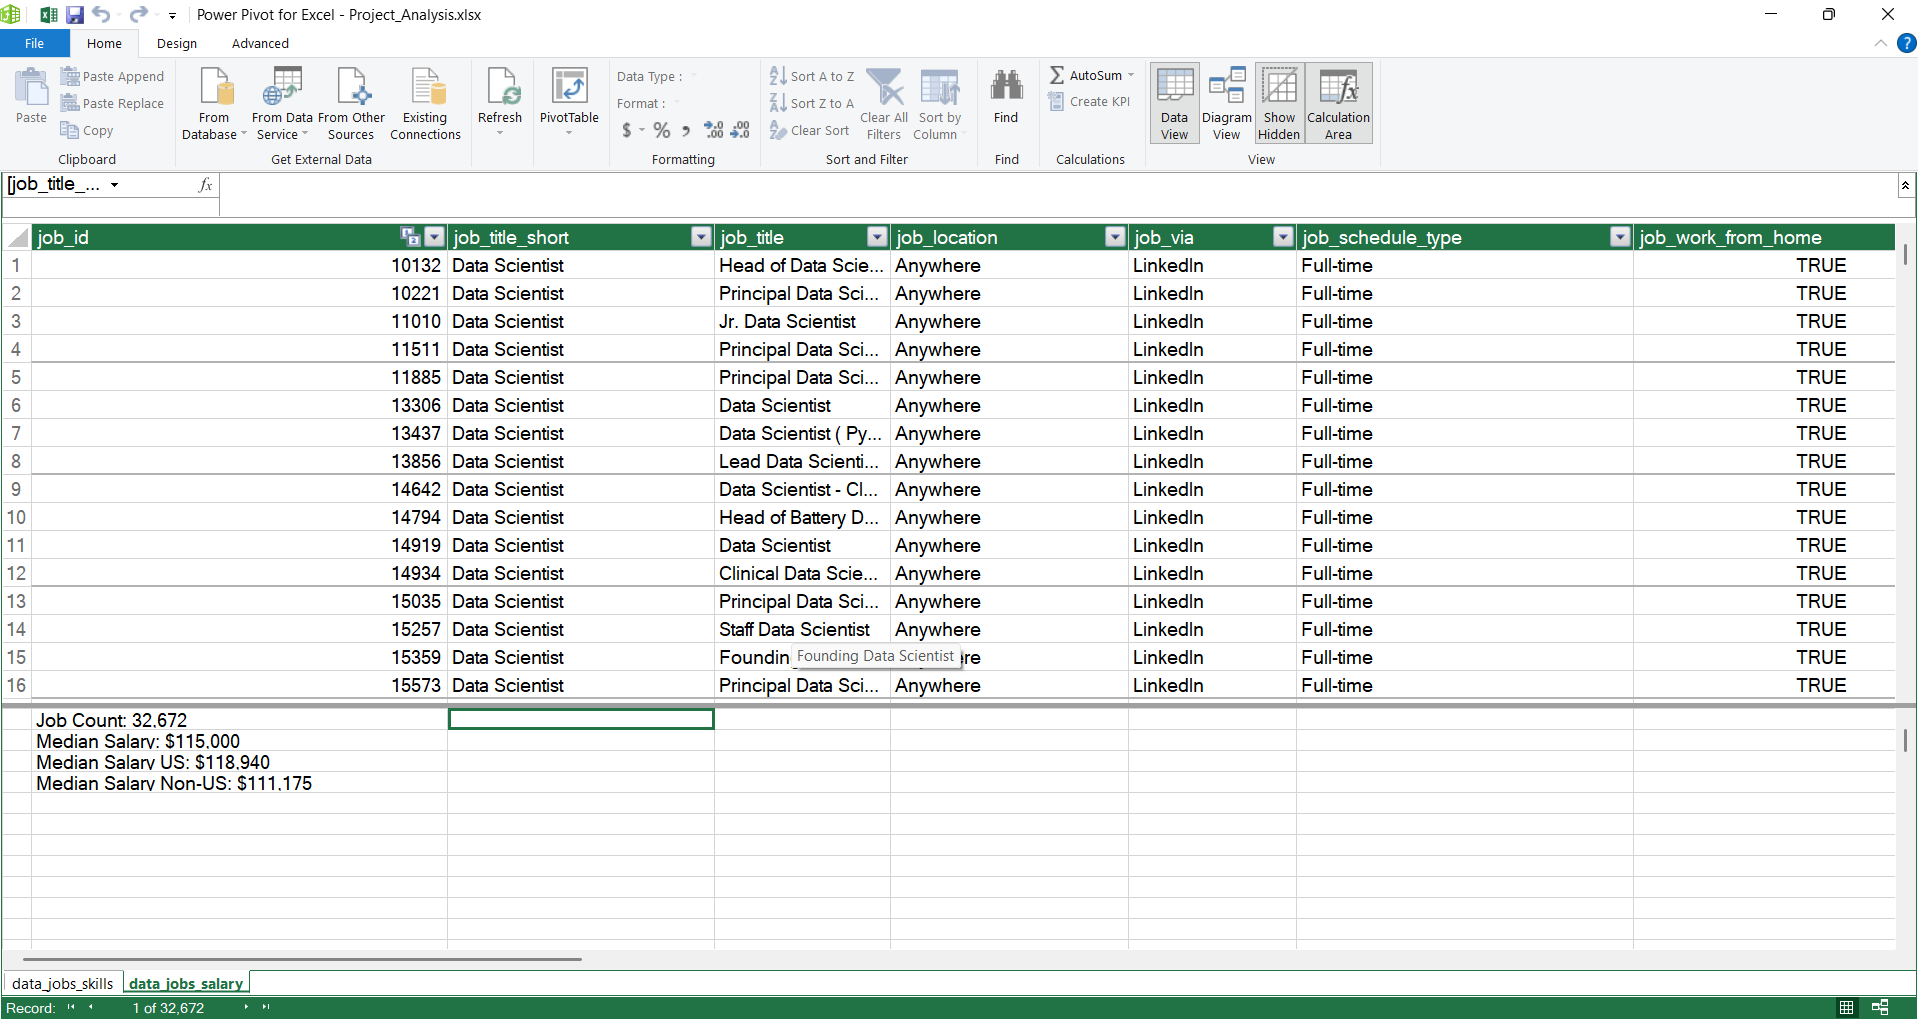 Power Pivot for Excel - Project_Analysis.xlsx
File Home Design Advanced
Paste
Paste Append
Paste Replace
Copy
Clipboard
From Database
From Data Service
From Other Sources
Existing Connections
Get External Data
Refresh
PivotTable
Data Type :
Format :
$ % , .00 .00
Formatting
Sort A to Z
Sort Z to A
Clear Sort
Clear All Filters
Sort by Column
Sort and Filter
Find
Find
AutoSum
Create KPI
Calculations
Data View
Diagram View
Show Hidden
Calculation Area
View
[job_title_... fx
job_id job_title_short job_title job_location job_via job_schedule_type job_work_from_home
1 10132 Data Scientist Head of Data Scie... Anywhere LinkedIn Full-time TRUE
2 10221 Data Scientist Principal Data Sci... Anywhere LinkedIn Full-time TRUE
3 11010 Data Scientist Jr. Data Scientist Anywhere LinkedIn Full-time TRUE
4 11511 Data Scientist Principal Data Sci... Anywhere LinkedIn Full-time TRUE
5 11885 Data Scientist Principal Data Sci... Anywhere LinkedIn Full-time TRUE
6 13306 Data Scientist Data Scientist Anywhere LinkedIn Full-time TRUE
7 13437 Data Scientist Data Scientist ( Py... Anywhere LinkedIn Full-time TRUE
8 13856 Data Scientist Lead Data Scienti... Anywhere LinkedIn Full-time TRUE
9 14642 Data Scientist Data Scientist - Cl... Anywhere LinkedIn Full-time TRUE
10 14794 Data Scientist Head of Battery D... Anywhere LinkedIn Full-time TRUE
11 14919 Data Scientist Data Scientist Anywhere LinkedIn Full-time TRUE
12 14934 Data Scientist Clinical Data Scie... Anywhere LinkedIn Full-time TRUE
13 15035 Data Scientist Principal Data Sci... Anywhere LinkedIn Full-time TRUE
14 15257 Data Scientist Staff Data Scientist Anywhere LinkedIn Full-time TRUE
15 15359 Data Scientist Foundin Founding Data Scientist re LinkedIn Full-time TRUE
16 15573 Data Scientist Principal Data Sci... Anywhere LinkedIn Full-time TRUE
Job Count: 32,672
Median Salary: $115,000
Median Salary US: $118,940
Median Salary Non-US: $111,175
data_jobs_skills data_jobs_salary
Record: 1 of 32,672